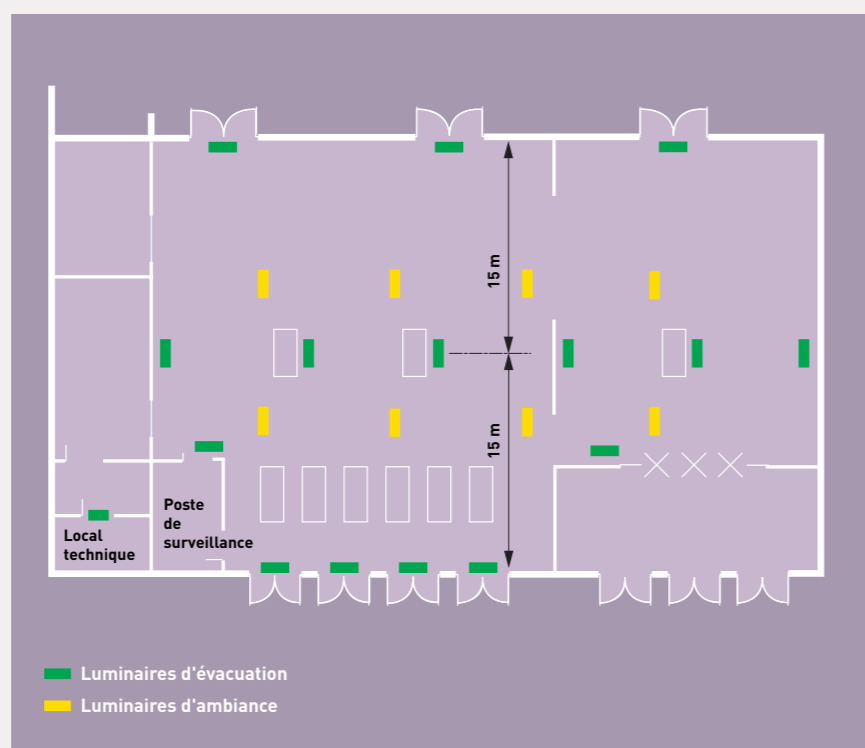 15 m
15 m
Poste
de
surveillance
Local
technique
Luminaires d'évacuation
Luminaires d'ambiance